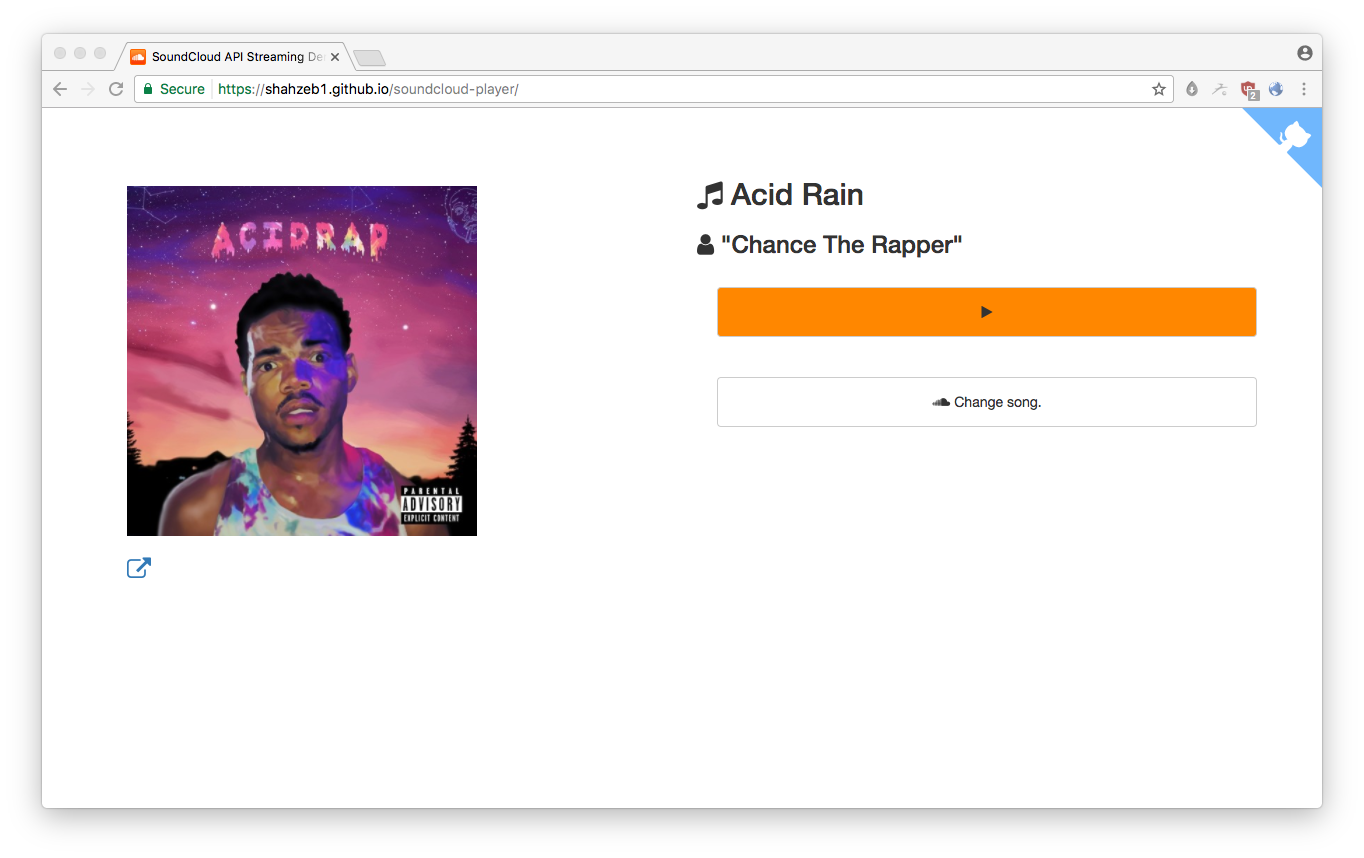 SoundCloud API Streaming De
Secure
https://shahzeb1.github.io/soundcloud-player/
2
ACIDRAP
PARENTAL
ADVISORY
EXPLICIT CONTENT
Acid Rain
"Chance The Rapper"
Change song.